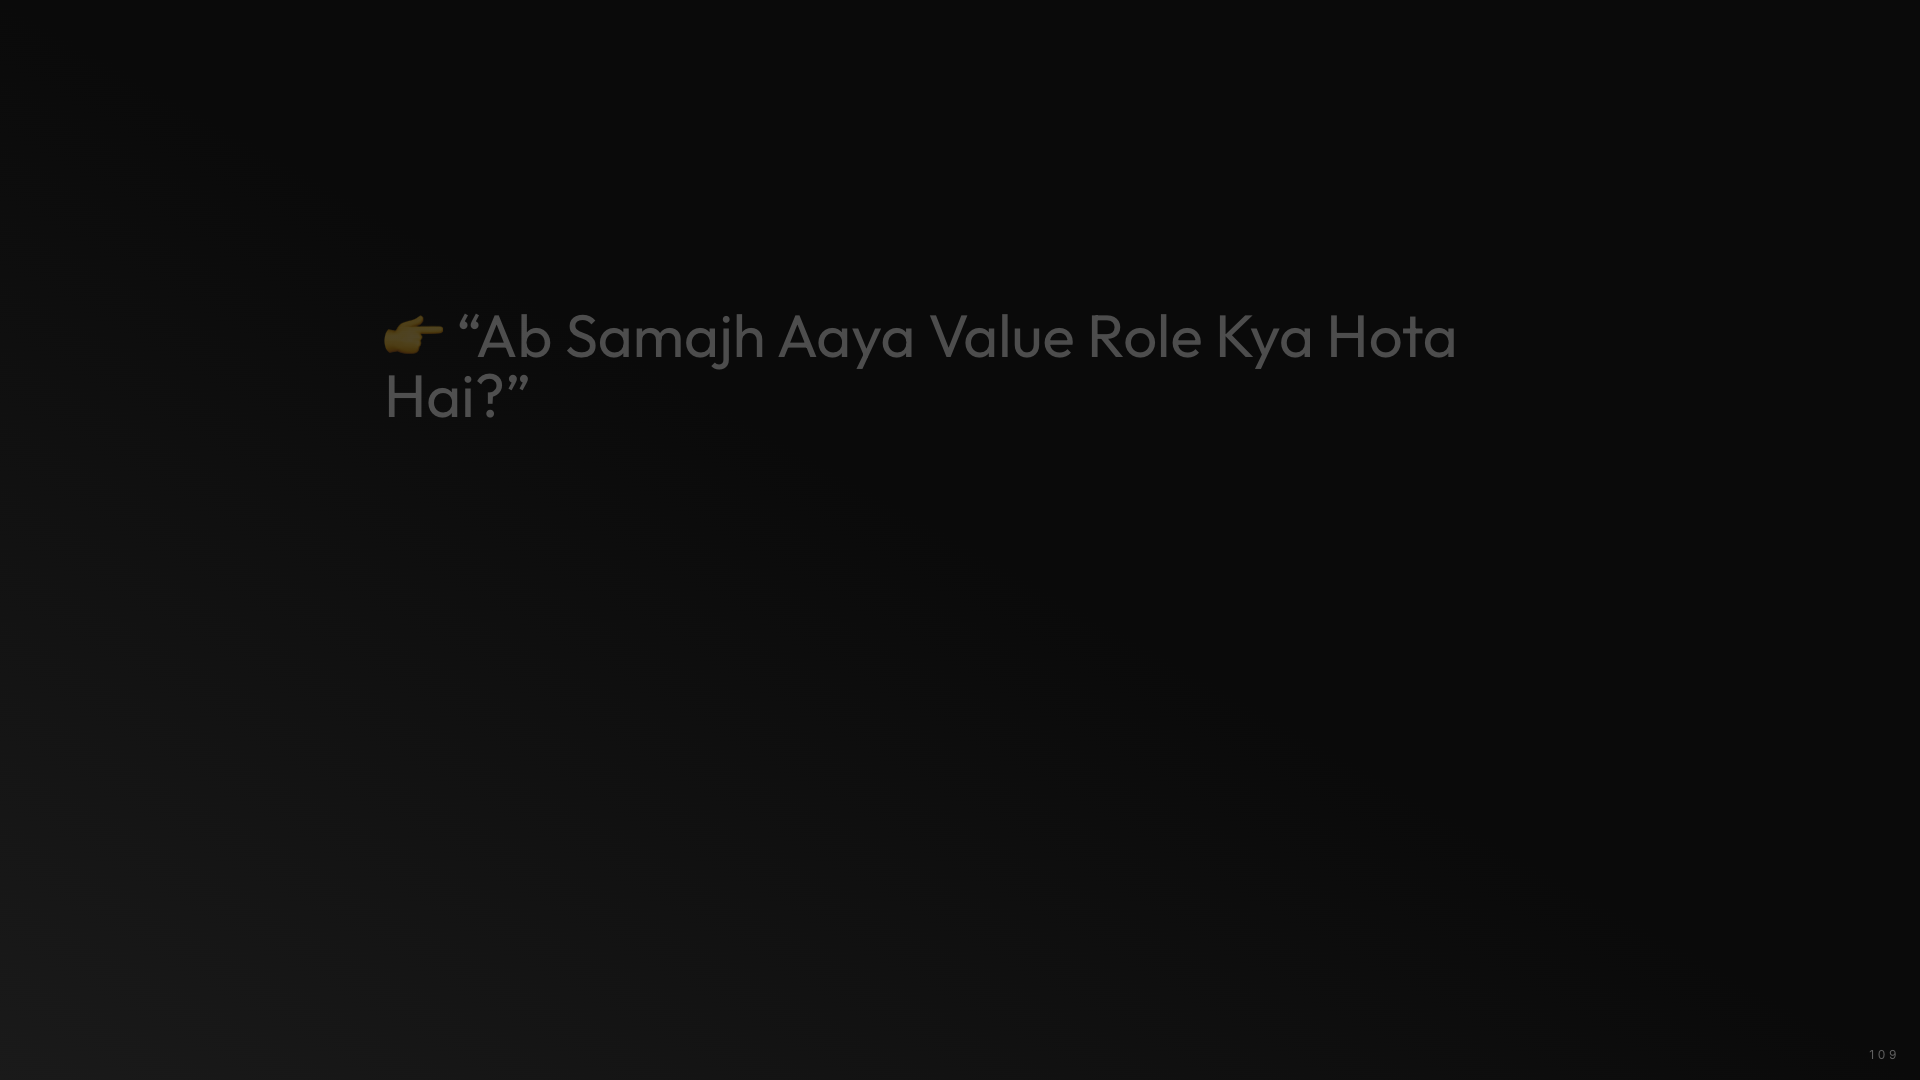 👉 “Ab Samajh Aaya Value Role Kya Hota
Hai?”
109